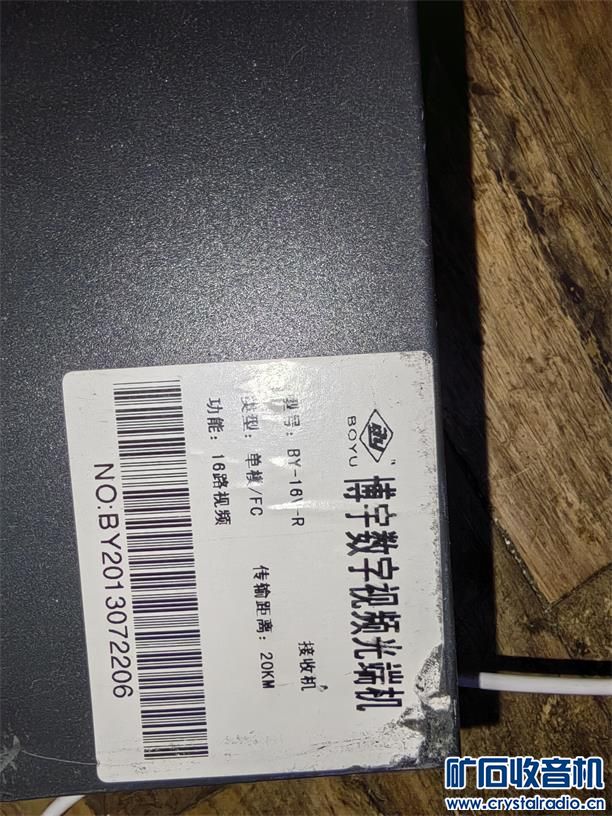 BOYU
博宇数字视频光端机
接收机
型号: BY-16V-R
类型: 单模/FC
传输距离: 20KM
功能: 16路视频
NO:BY2013072206
矿石收音机
www.crystalradio.cn